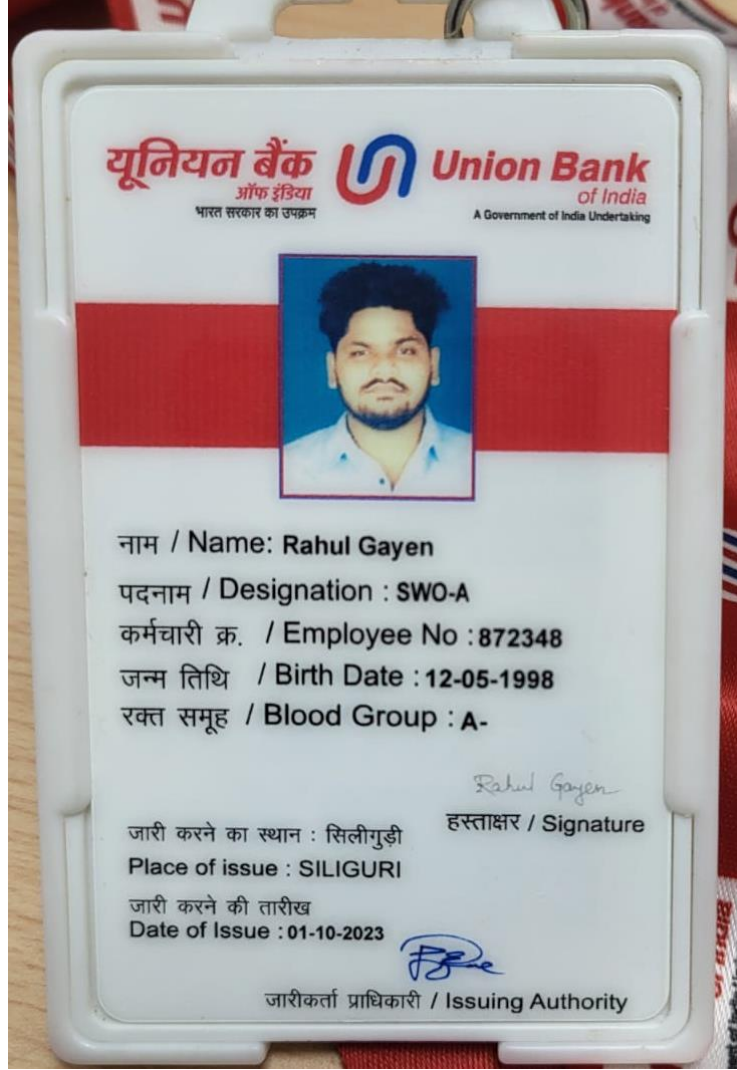 यूनियन बैंक
ऑफ इंडिया
भारत सरकार का उपक्रम
Union Bank
of India
A Government of India Undertaking
नाम / Name: Rahul Gayen
पदनाम / Designation : SWO-A
कर्मचारी क्र. / Employee No : 872348
जन्म तिथि / Birth Date : 12-05-1998
रक्त समूह / Blood Group : A-
Rahul Gayen
हस्ताक्षर / Signature
जारी करने का स्थान : सिलीगुड़ी
Place of issue : SILIGURI
जारी करने की तारीख
Date of Issue : 01-10-2023
जारीकर्ता प्राधिकारी / Issuing Authority